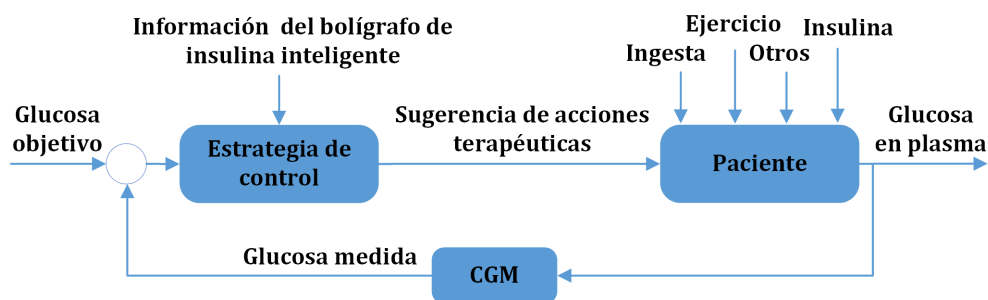 Información del bolígrafo de
insulina inteligente
Ejercicio
Insulina
Ingesta
Otros
Glucosa
objetivo
Estrategia de
control
Sugerencia de acciones
terapéuticas
Paciente
Glucosa
en plasma
Glucosa medida
CGM